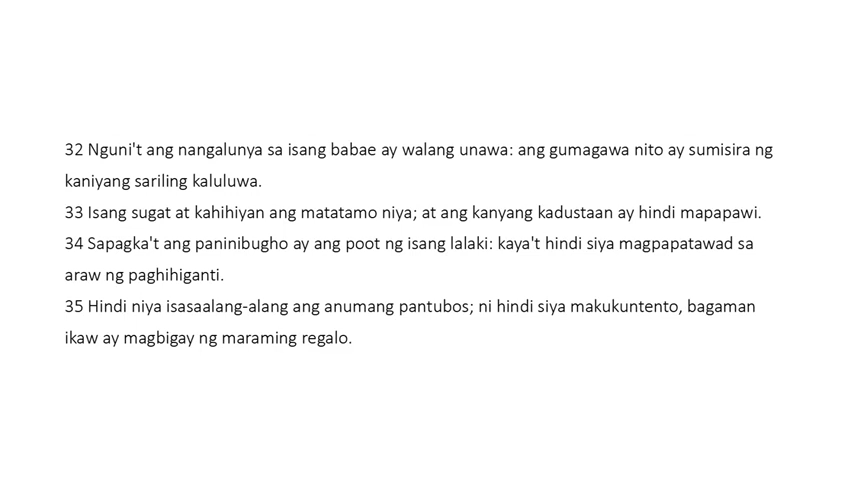 32 Nguni't ang nangalunya sa isang babae ay walang unawa: ang gumagawa nito ay sumisira ng
kaniyang sariling kaluluwa.
33 Isang sugat at kahihiyan ang matatamo niya; at ang kanyang kadustaan ay hindi mapapawi.
34 Sapagka't ang paninibugho ay ang poot ng isang lalaki: kaya't hindi siya magpapatawad sa
araw ng paghihiganti.
35 Hindi niya isasaalang-alang ang anumang pantubos; ni hindi siya makukuntento, bagaman
ikaw ay magbigay ng maraming regalo.